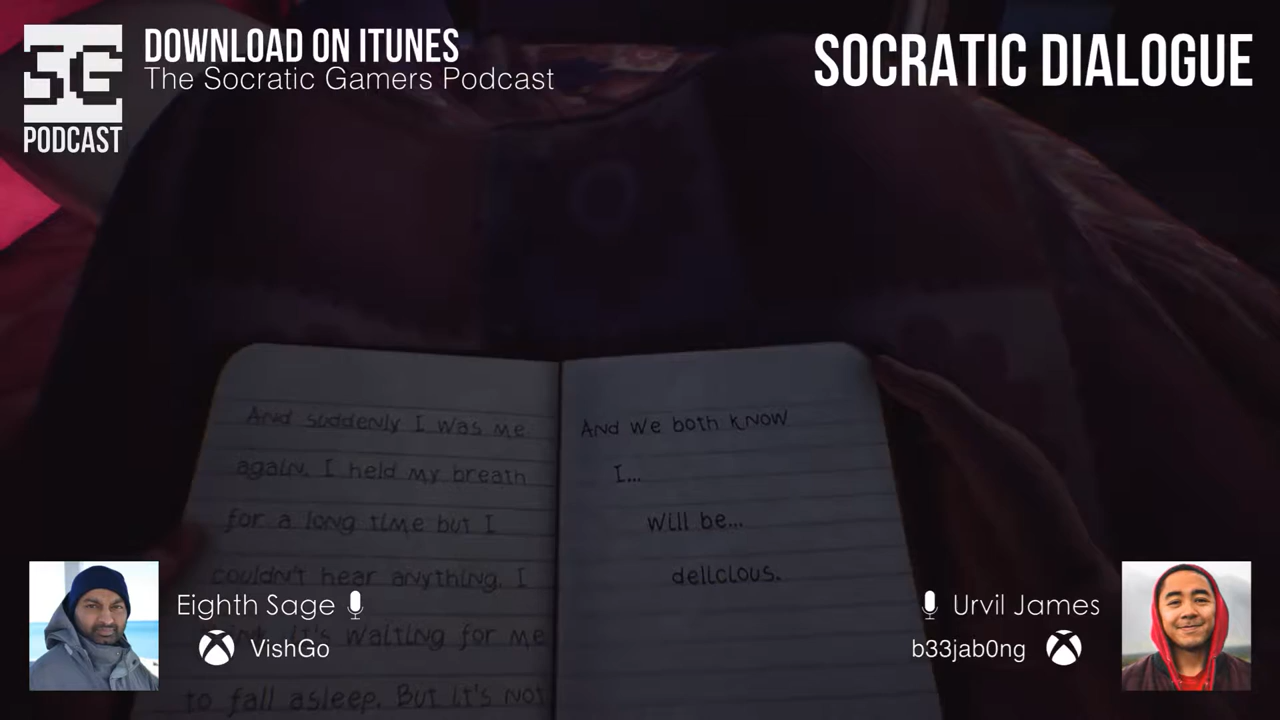 SG
PODCAST
DOWNLOAD ON ITUNES
The Socratic Gamers Podcast
SOCRATIC DIALOGUE
And suddenly I was me
again. I held my breath
for a long time but I
couldn't hear anything. I
it's waiting for me
to fall asleep. But it's not
And we both know
I...
will be...
delicious.
Eighth Sage
VishGo
Urvil James
b33jab0ng